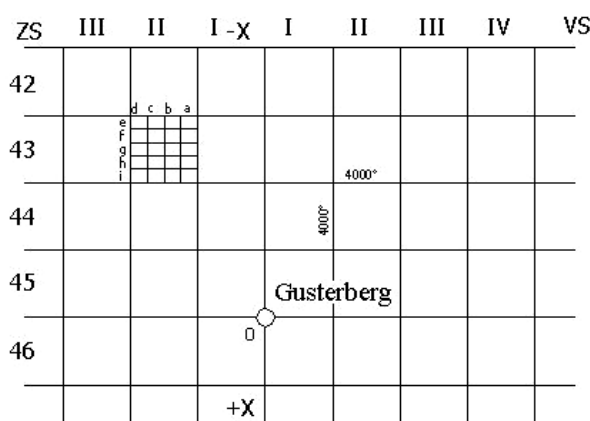 ZS III II I -X I II III IV VS
42
d c b a
e
f
43
g
h
i
4000°
44
4000°
45
Gusterberg
0
46
+X